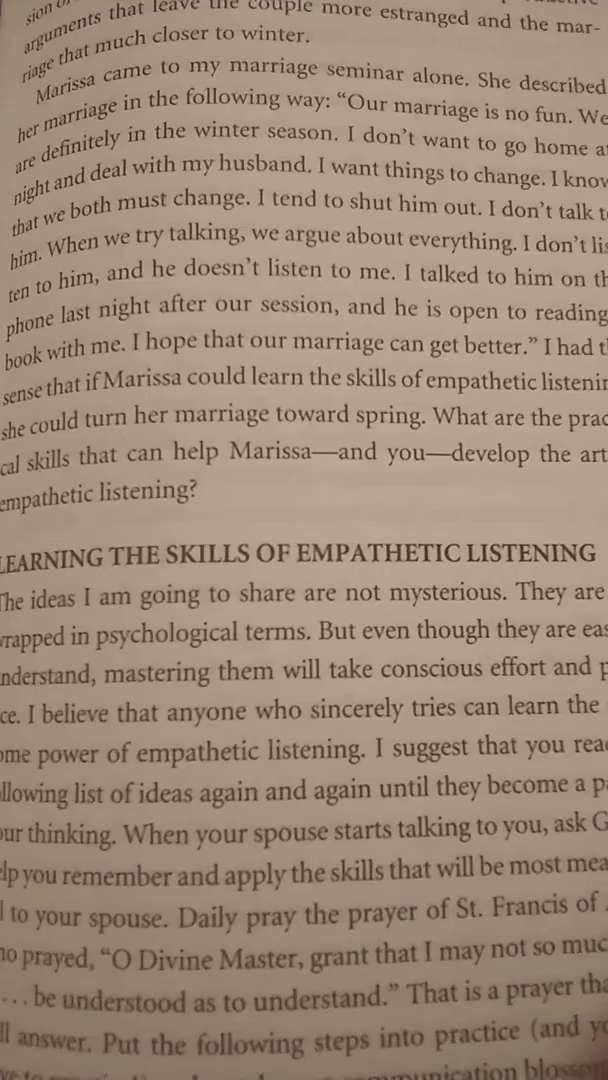 sion
arguments that leave the couple more estranged and the mar-
riage that much closer to winter.
Marissa came to my marriage seminar alone. She described
her marriage in the following way: “Our marriage is no fun. We
are definitely in the winter season. I don’t want to go home at
night and deal with my husband. I want things to change. I know
that we both must change. I tend to shut him out. I don’t talk t
him. When we try talking, we argue about everything. I don’t lis
ten to him, and he doesn’t listen to me. I talked to him on th
phone last night after our session, and he is open to reading
book with me. I hope that our marriage can get better.” I had t
sense that if Marissa could learn the skills of empathetic listenin
she could turn her marriage toward spring. What are the prac
cal skills that can help Marissa—and you—develop the art
empathetic listening?
LEARNING THE SKILLS OF EMPATHETIC LISTENING
The ideas I am going to share are not mysterious. They are
wrapped in psychological terms. But even though they are eas
nderstand, mastering them will take conscious effort and p
ce. I believe that anyone who sincerely tries can learn the
ome power of empathetic listening. I suggest that you rea
llowing list of ideas again and again until they become a pa
our thinking. When your spouse starts talking to you, ask G
elp you remember and apply the skills that will be most mea
l to your spouse. Daily pray the prayer of St. Francis of
ho prayed, “O Divine Master, grant that I may not so muc
... be understood as to understand.” That is a prayer tha
ll answer. Put the following steps into practice (and yo
munication blossom